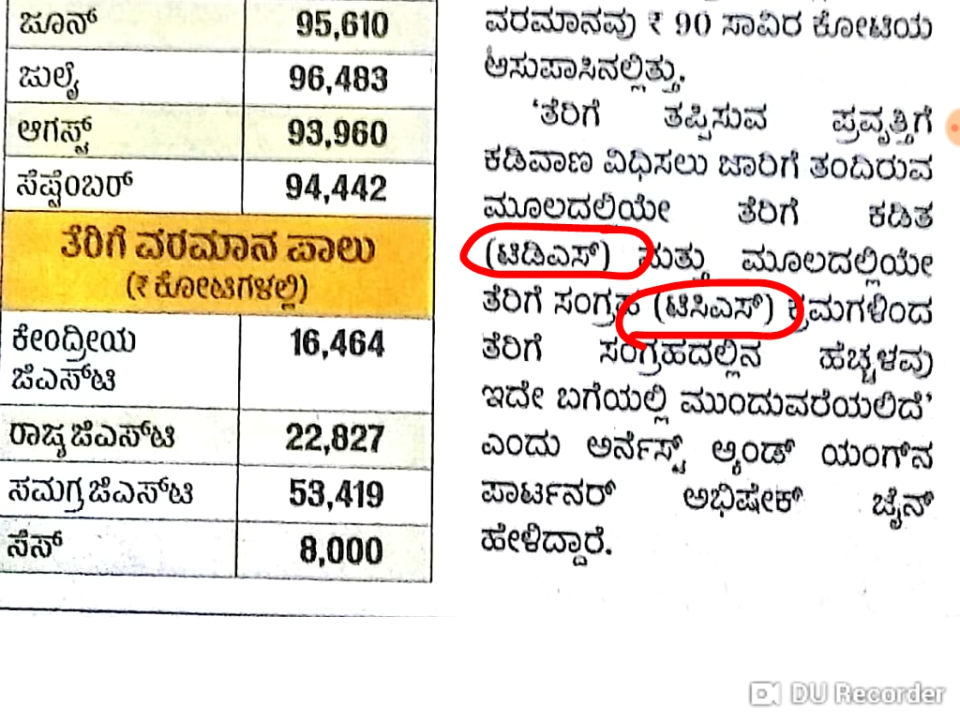 ಜೂನ್ 95,610
ಜುಲೈ 96,483
ಆಗಸ್ಟ್ 93,960
ಸೆಪ್ಟೆಂಬರ್ 94,442
ತೆರಿಗೆ ವರಮಾನ ಪಾಲು
(₹ ಕೋಟಿಗಳಲ್ಲಿ)
ಕೇಂದ್ರೀಯ 16,464
ಜಿಎಸ್‌ಟಿ
ರಾಜ್ಯ ಜಿಎಸ್‌ಟಿ 22,827
ಸಮಗ್ರ ಜಿಎಸ್‌ಟಿ 53,419
ಸೆಸ್ 8,000
ವರಮಾನವು ₹ 90 ಸಾವಿರ ಕೋಟಿಯ
ಆಸುಪಾಸಿನಲ್ಲಿತ್ತು.
‘ತೆರಿಗೆ ತಪ್ಪಿಸುವ ಪ್ರವೃತ್ತಿಗೆ
ಕಡಿವಾಣ ವಿಧಿಸಲು ಜಾರಿಗೆ ತಂದಿರುವ
ಮೂಲದಲ್ಲಿಯೇ ತೆರಿಗೆ ಕಡಿತ
(ಟಿಡಿಎಸ್) ಮತ್ತು ಮೂಲದಲ್ಲಿಯೇ
ತೆರಿಗೆ ಸಂಗ್ರಹ (ಟಿಸಿಎಸ್) ಕ್ರಮಗಳಿಂದ
ತೆರಿಗೆ ಸಂಗ್ರಹದಲ್ಲಿನ ಹೆಚ್ಚಳವು
ಇದೇ ಬಗೆಯಲ್ಲಿ ಮುಂದುವರೆಯಲಿದೆ’
ಎಂದು ಅರ್ನೆಸ್ಟ್ ಆ್ಯಂಡ್ ಯಂಗ್‌ನ
ಪಾರ್ಟನರ್ ಅಭಿಷೇಕ್ ಜೈನ್
ಹೇಳಿದ್ದಾರೆ.
DU Recorder